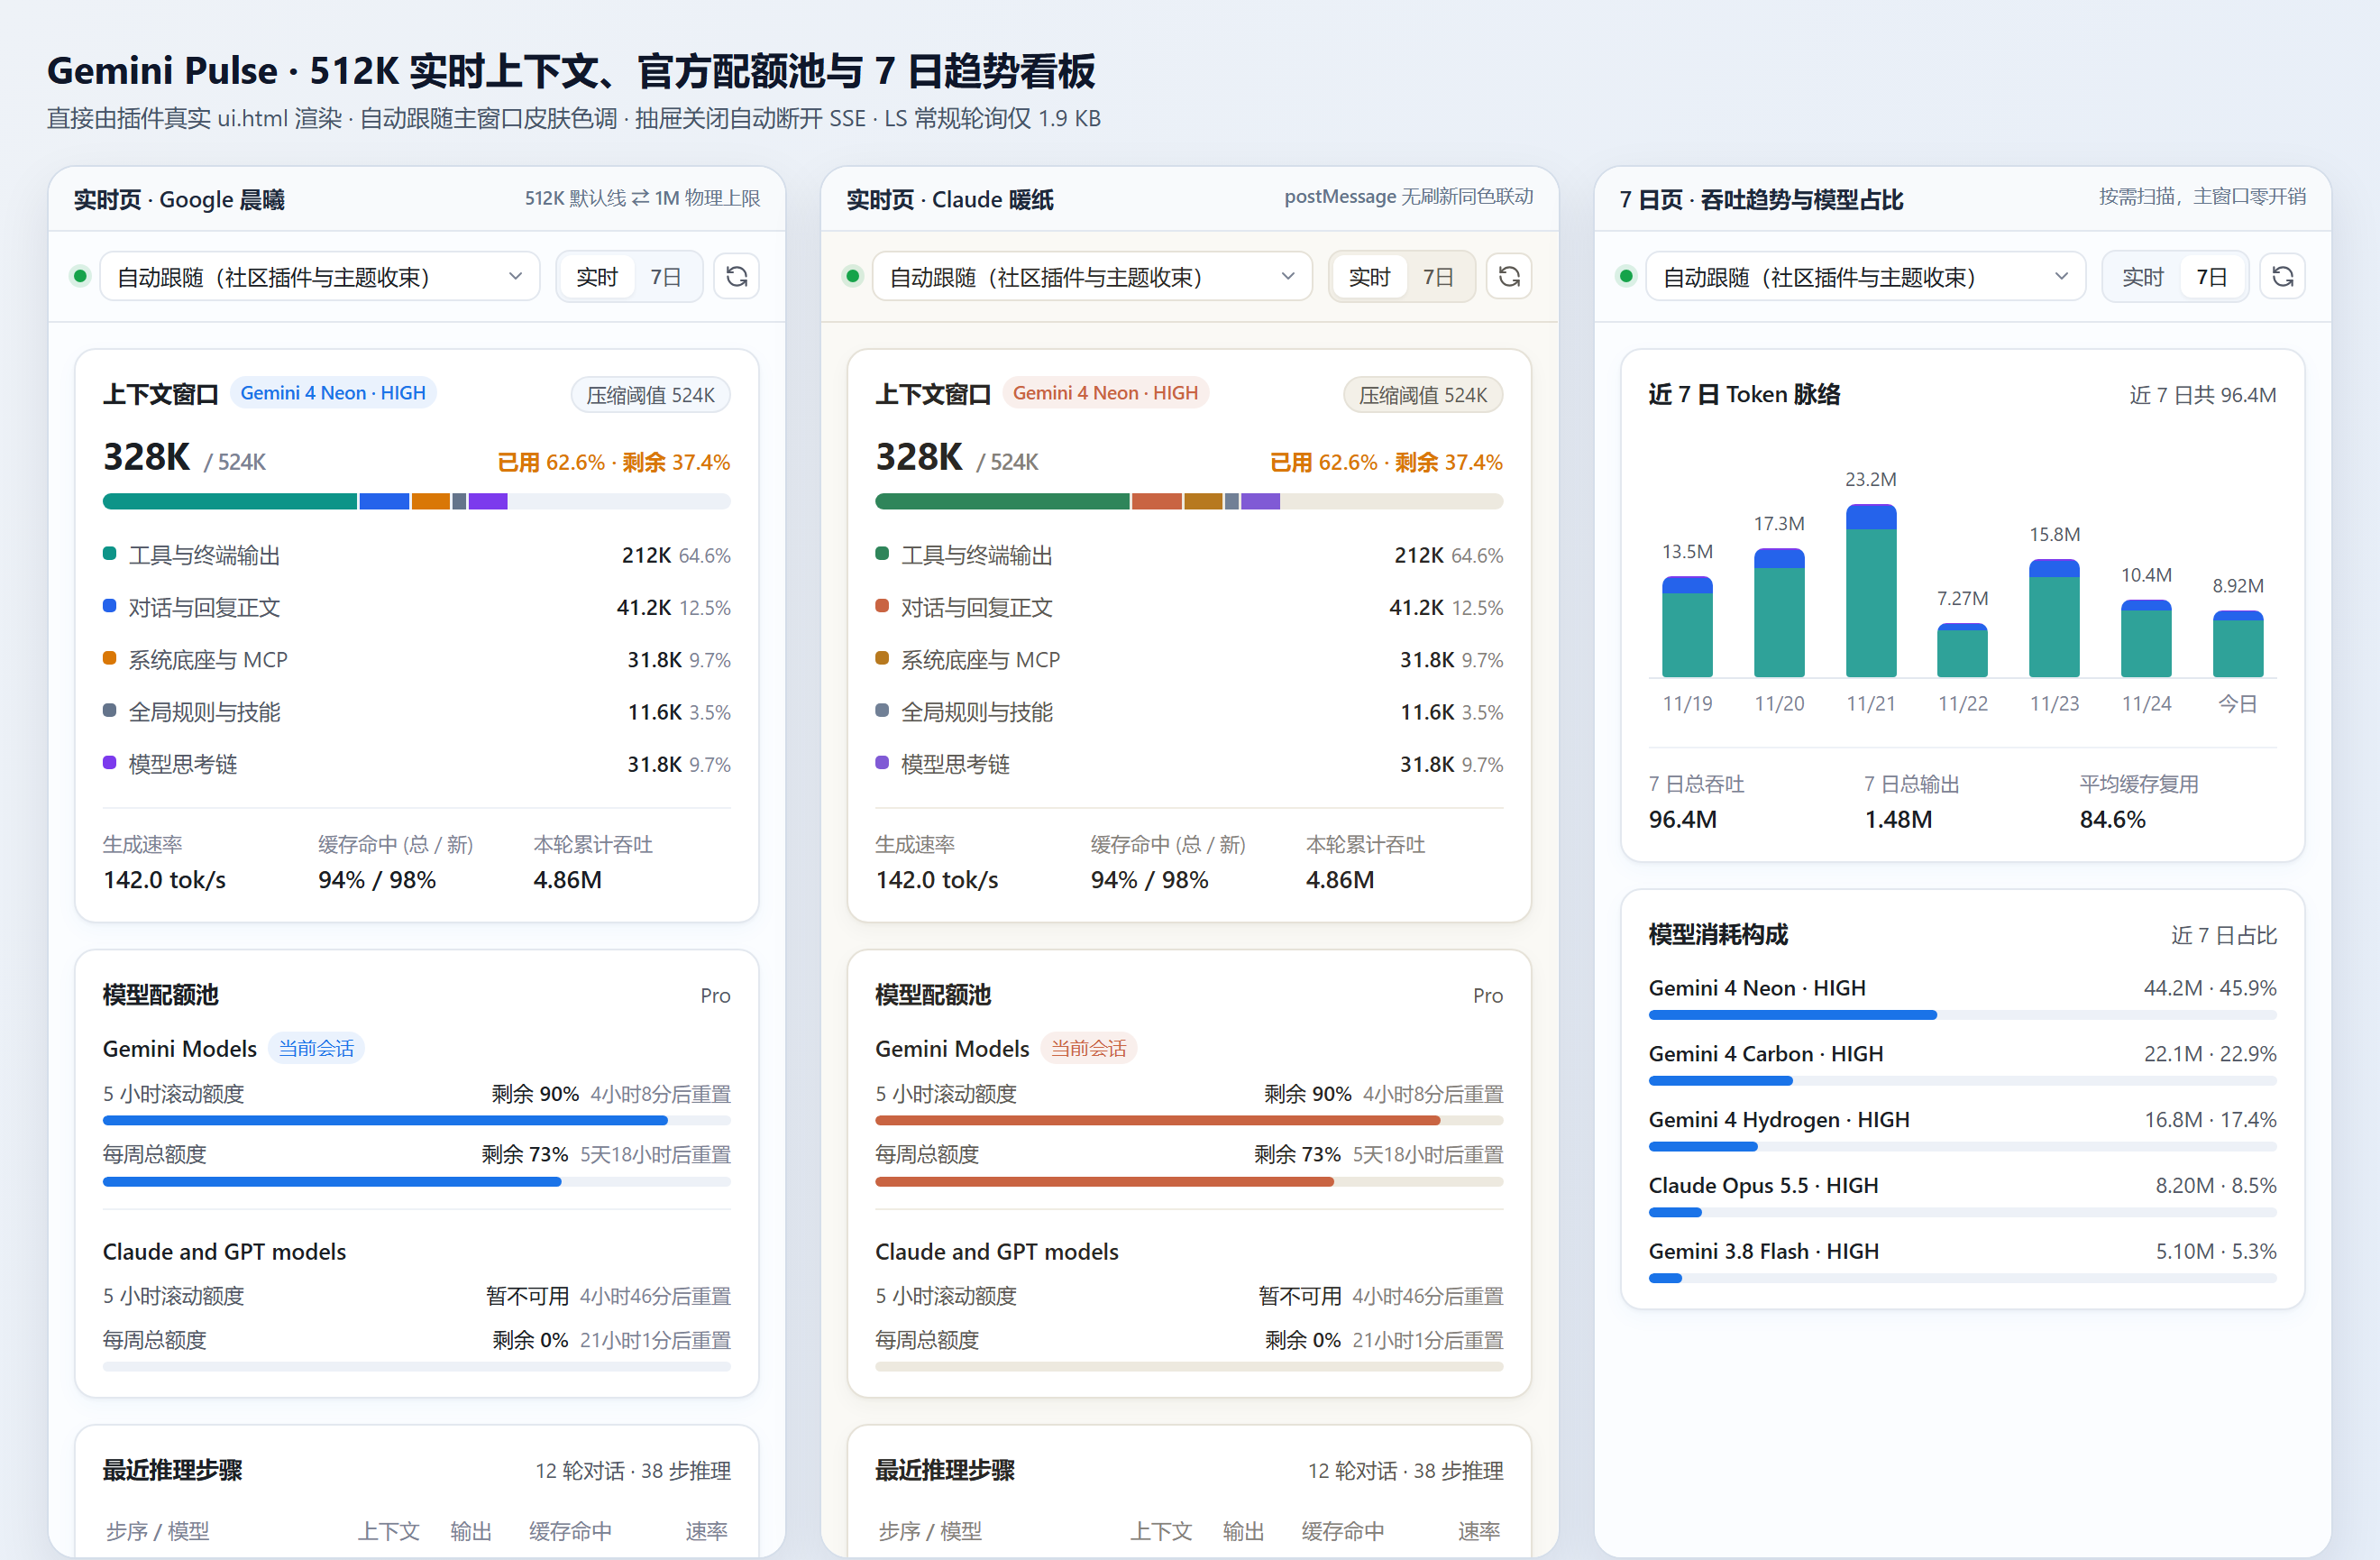 Gemini Pulse · 512K 实时上下文、官方配额池与 7 日趋势看板
直接由插件真实 ui.html 渲染 · 自动跟随主窗口皮肤色调 · 抽屉关闭自动断开 SSE · LS 常规轮询仅 1.9 KB
实时页 · Google 晨曦 512K 默认线 ⇄ 1M 物理上限
自动跟随（社区插件与主题收束） 实时 7日
上下文窗口 Gemini 4 Neon · HIGH 压缩阈值 524K
328K / 524K 已用 62.6% · 剩余 37.4%
工具与终端输出 212K 64.6%
对话与回复正文 41.2K 12.5%
系统底座与 MCP 31.8K 9.7%
全局规则与技能 11.6K 3.5%
模型思考链 31.8K 9.7%
生成速率 缓存命中 (总 / 新) 本轮累计吞吐
142.0 tok/s 94% / 98% 4.86M
模型配额池 Pro
Gemini Models 当前会话
5 小时滚动额度 剩余 90% 4小时8分后重置
每周总额度 剩余 73% 5天18小时后重置
Claude and GPT models
5 小时滚动额度 暂不可用 4小时46分后重置
每周总额度 剩余 0% 21小时1分后重置
最近推理步骤 12 轮对话 · 38 步推理
步序 / 模型 上下文 输出 缓存命中 速率
实时页 · Claude 暖纸 postMessage 无刷新同色联动
自动跟随（社区插件与主题收束） 实时 7日
上下文窗口 Gemini 4 Neon · HIGH 压缩阈值 524K
328K / 524K 已用 62.6% · 剩余 37.4%
工具与终端输出 212K 64.6%
对话与回复正文 41.2K 12.5%
系统底座与 MCP 31.8K 9.7%
全局规则与技能 11.6K 3.5%
模型思考链 31.8K 9.7%
生成速率 缓存命中 (总 / 新) 本轮累计吞吐
142.0 tok/s 94% / 98% 4.86M
模型配额池 Pro
Gemini Models 当前会话
5 小时滚动额度 剩余 90% 4小时8分后重置
每周总额度 剩余 73% 5天18小时后重置
Claude and GPT models
5 小时滚动额度 暂不可用 4小时46分后重置
每周总额度 剩余 0% 21小时1分后重置
最近推理步骤 12 轮对话 · 38 步推理
步序 / 模型 上下文 输出 缓存命中 速率
7 日页 · 吞吐趋势与模型占比 按需扫描，主窗口零开销
自动跟随（社区插件与主题收束） 实时 7日
近 7 日 Token 脉络 近 7 日共 96.4M
13.5M 17.3M 23.2M 7.27M 15.8M 10.4M 8.92M
11/19 11/20 11/21 11/22 11/23 11/24 今日
7 日总吞吐 7 日总输出 平均缓存复用
96.4M 1.48M 84.6%
模型消耗构成 近 7 日占比
Gemini 4 Neon · HIGH 44.2M · 45.9%
Gemini 4 Carbon · HIGH 22.1M · 22.9%
Gemini 4 Hydrogen · HIGH 16.8M · 17.4%
Claude Opus 5.5 · HIGH 8.20M · 8.5%
Gemini 3.8 Flash · HIGH 5.10M · 5.3%